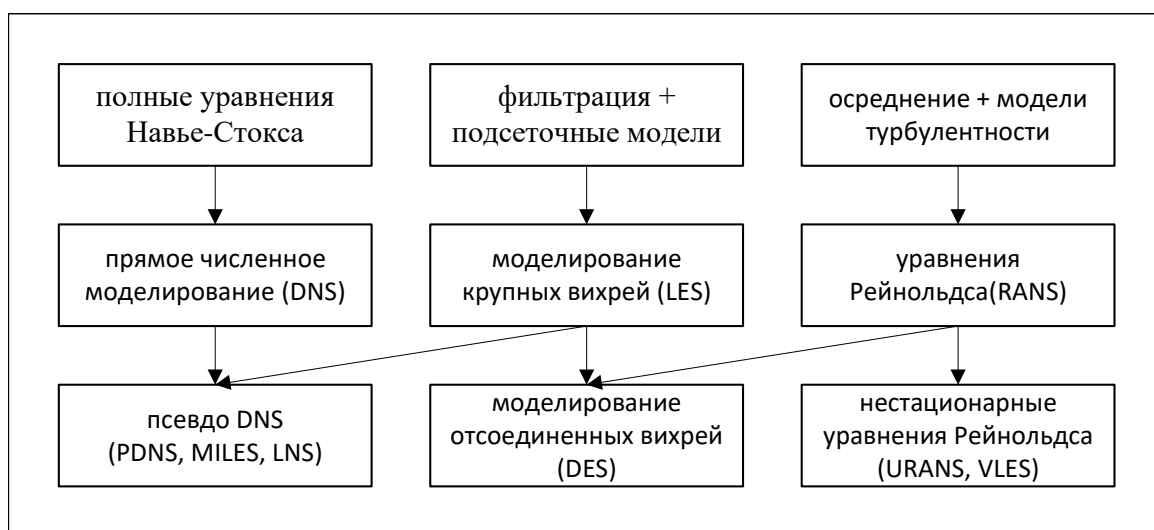 полные уравнения
Навье-Стокса
фильтрация +
подсеточные модели
осреднение + модели
турбулентности
прямое численное
моделирование (DNS)
моделирование
крупных вихрей (LES)
уравнения
Рейнольдса(RANS)
псевдо DNS
(PDNS, MILES, LNS)
моделирование
отсоединенных вихрей
(DES)
нестационарные
уравнения Рейнольдса
(URANS, VLES)